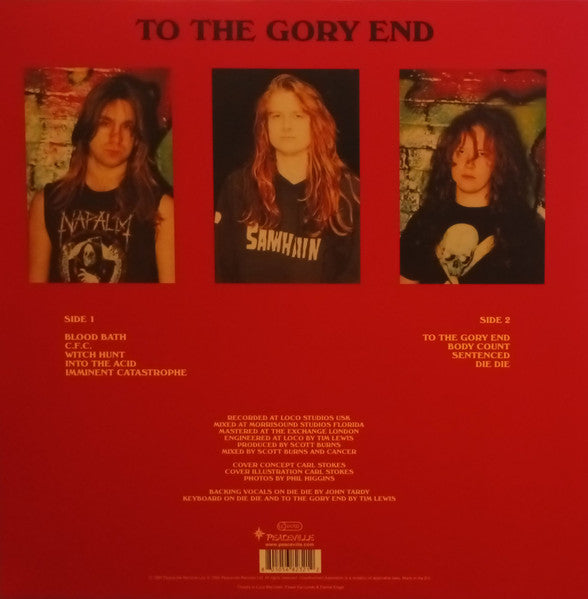 TO THE GORY END
NAPALM
SAMHAIN
SIDE 1
BLOOD BATH
C.F.C.
WITCH HUNT
INTO THE ACID
IMMINENT CATASTROPHE
SIDE 2
TO THE GORY END
BODY COUNT
SENTENCED
DIE DIE
RECORDED AT LOCO STUDIOS USK
MIXED AT MORRISOUND STUDIOS FLORIDA
MASTERED AT THE EXCHANGE LONDON
ENGINEERED AT LOCO BY TIM LEWIS
PRODUCED BY SCOTT BURNS
MIXED BY SCOTT BURNS AND CANCER
COVER CONCEPT CARL STOKES
COVER ILLUSTRATION CARL STOKES
PHOTOS BY PHIL HIGGINS
BACKING VOCALS ON DIE DIE BY JOHN TARDY
KEYBOARD ON DIE DIE AND TO THE GORY END BY TIM LEWIS
PEACEVILLE
www.peaceville.com